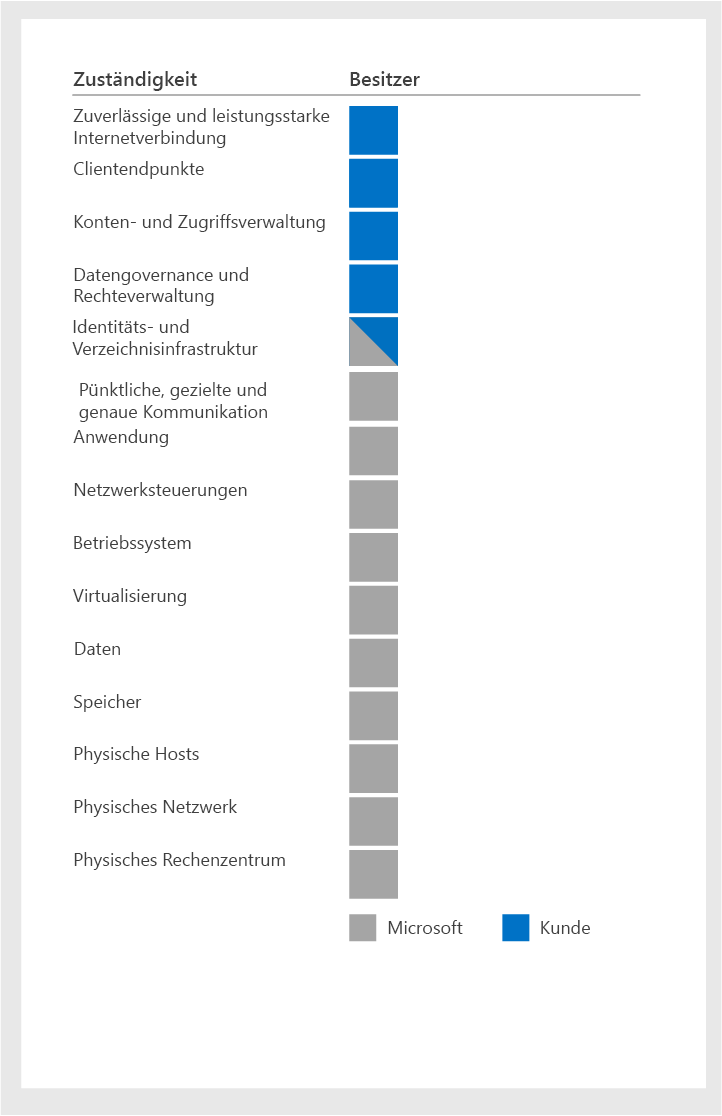 Zuständigkeit Besitzer
Zuverlässige und leistungsstarke
Internetverbindung
Clientendpunkte
Konten- und Zugriffsverwaltung
Datengovernance und
Rechteverwaltung
Identitäts- und
Verzeichnisinfrastruktur
Pünktliche, gezielte und
genaue Kommunikation
Anwendung
Netzwerksteuerungen
Betriebssystem
Virtualisierung
Daten
Speicher
Physische Hosts
Physisches Netzwerk
Physisches Rechenzentrum
Microsoft Kunde